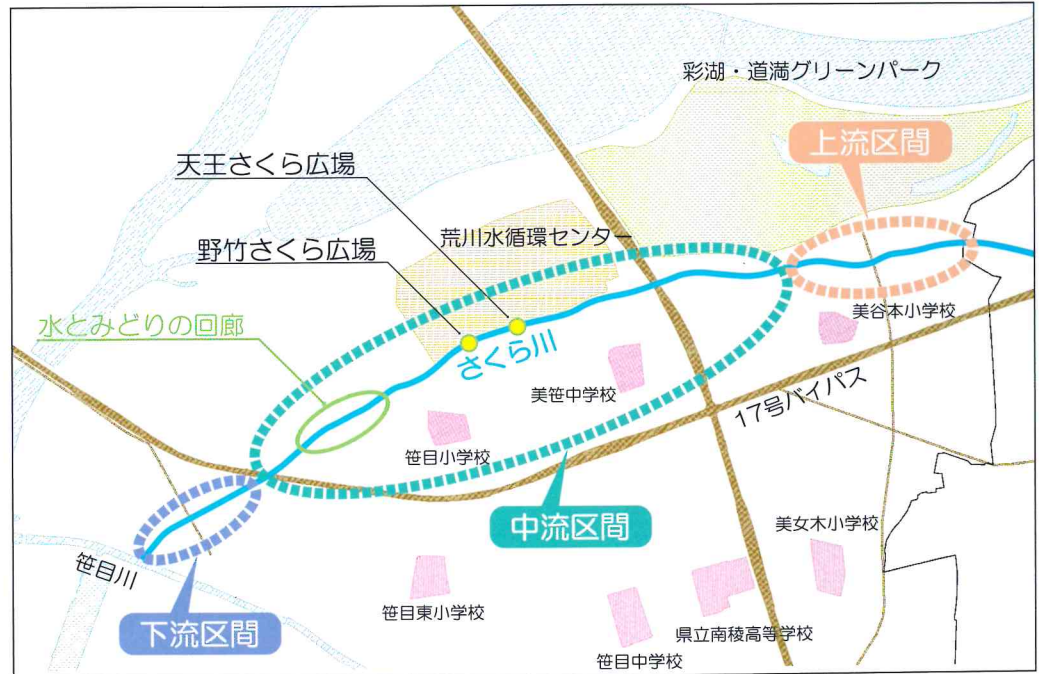 彩湖・道満グリーンパーク
上流区間
天王さくら広場
荒川水循環センター
野竹さくら広場
水とみどりの回廊
さくら川
美谷本小学校
美笹中学校
17号バイパス
笹目小学校
中流区間
美女木小学校
笹目川
笹目東小学校
下流区間
県立南稜高等学校
笹目中学校